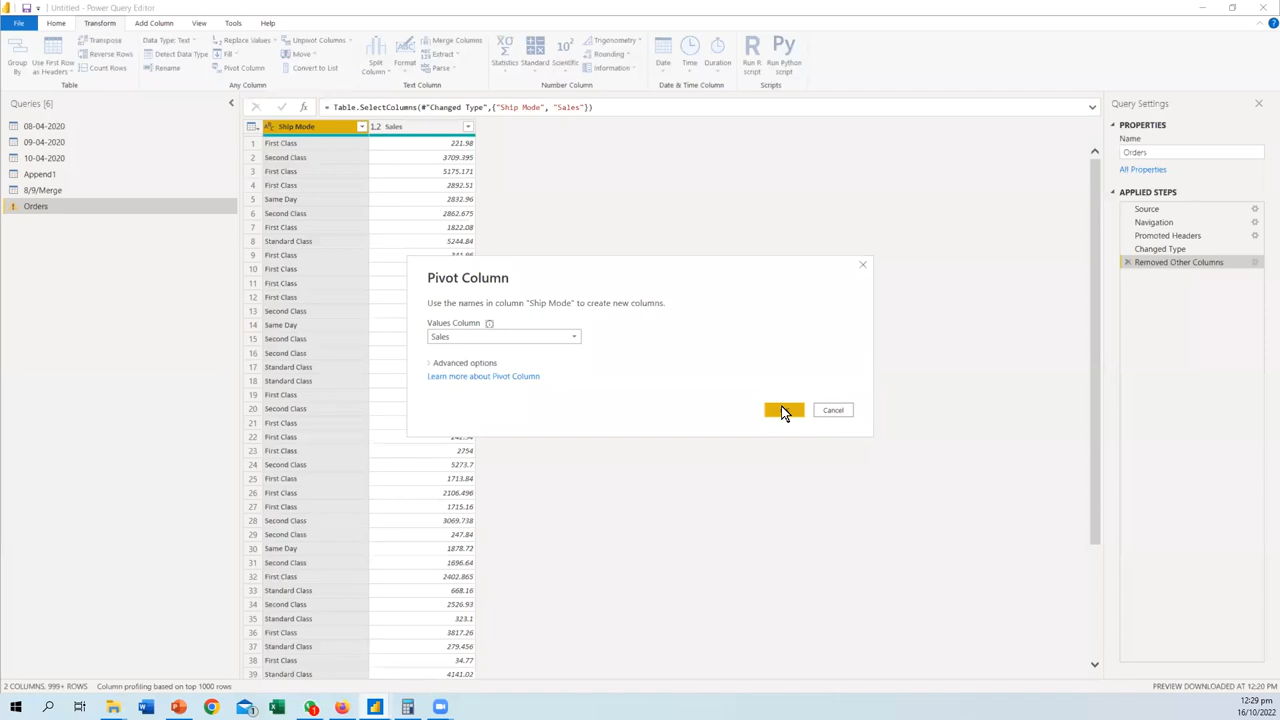 Untitled - Power Query Editor
File Home Transform Add Column View Tools Help
Transpose Data Type: Text Replace Values Unpivot Columns Merge Columns Trigonometry
Reverse Rows Detect Data Type Fill Move Extract Rounding
Count Rows Rename Pivot Column Convert to List Parse Information
Group By Use First Row as Headers Split Column Format Statistics Standard Scientific Date Time Duration Run R script Run Python script
Table Any Column Text Column Number Column Date & Time Column Scripts
Queries [6]
= Table.SelectColumns(#"Changed Type",{"Ship Mode", "Sales"})
Query Settings
08-04-2020
09-04-2020
10-04-2020
Append1
8/9/Merge
Orders
Ship Mode 1.2 Sales
1 First Class 221.98
2 Second Class 3709.395
3 First Class 5175.171
4 First Class 2892.51
5 Same Day 2832.96
6 Second Class 2862.675
7 First Class 1822.08
8 Standard Class 5244.84
9 First Class
10 First Class
11 First Class
12 First Class
13 Second Class
14 Same Day
15 Second Class
16 Second Class
17 Standard Class
18 Standard Class
19 First Class
20 Second Class
21 First Class
22 First Class
23 First Class 2754
24 Second Class 5273.7
25 First Class 1713.84
26 First Class 2106.496
27 First Class 1715.16
28 Second Class 3069.738
29 Second Class 247.84
30 Same Day 1878.72
31 Second Class 1696.64
32 First Class 2402.865
33 Standard Class 668.16
34 Second Class 2526.93
35 Standard Class 323.1
36 First Class 3817.26
37 Standard Class 279.456
38 First Class 34.77
39 Standard Class 4141.02
Pivot Column
Use the names in column "Ship Mode" to create new columns.
Values Column
Sales
Advanced options
Learn more about Pivot Column
Cancel
PROPERTIES
Name
Orders
All Properties
APPLIED STEPS
Source
Navigation
Promoted Headers
Changed Type
Removed Other Columns
2 COLUMNS, 999+ ROWS Column profiling based on top 1000 rows
PREVIEW DOWNLOADED AT 12:20 PM
12:29 pm
16/10/2022